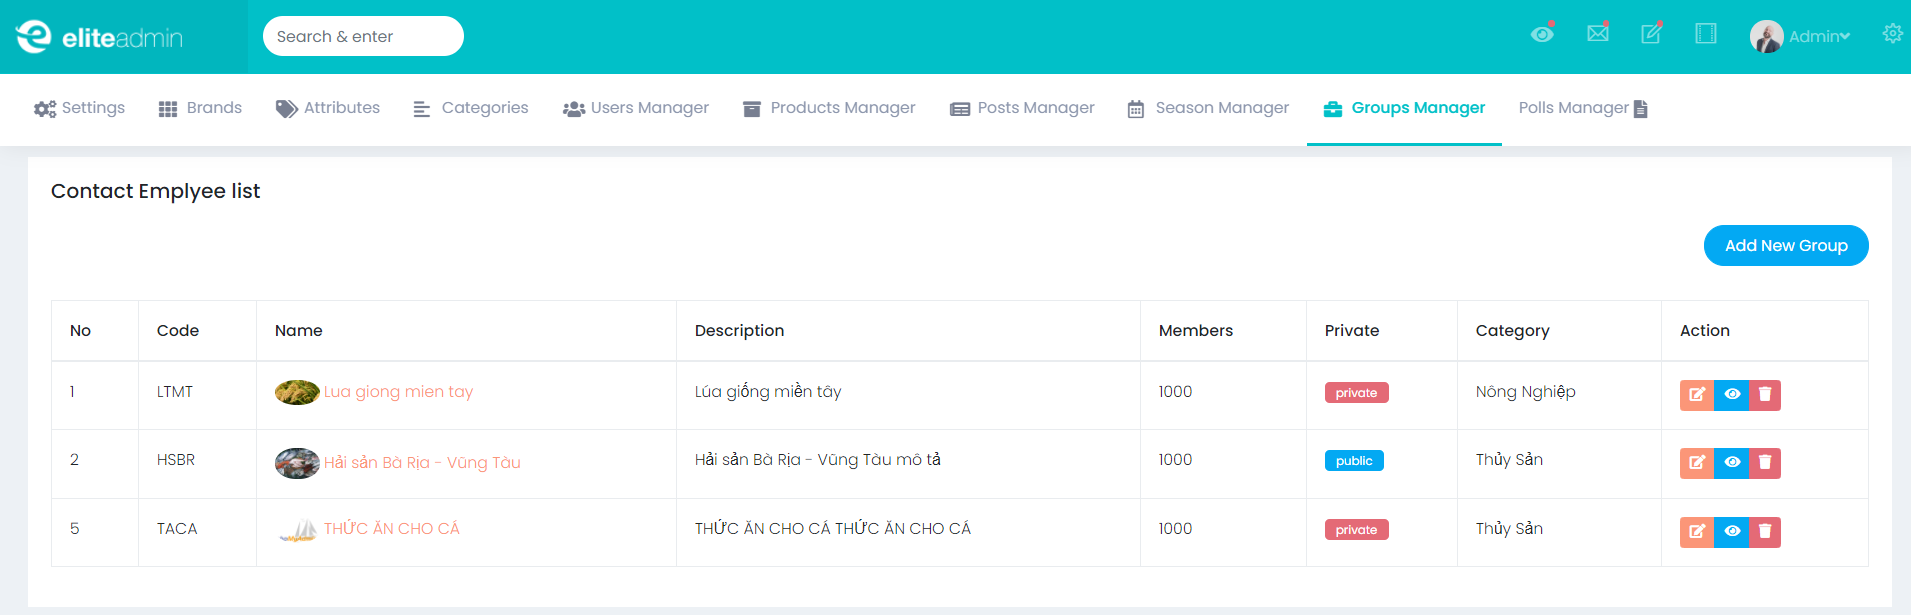 eliteadmin
Search & enter
Admin
Settings Brands Attributes Categories Users Manager Products Manager Posts Manager Season Manager Groups Manager Polls Manager
Contact Emplyee list
Add New Group
No Code Name Description Members Private Category Action
1 LTMT Lua giong mien tay Lúa giống miền tây 1000 private Nông Nghiệp
2 HSBR Hải sản Bà Rịa - Vũng Tàu Hải sản Bà Rịa - Vũng Tàu mô tả 1000 public Thủy Sản
5 TACA THỨC ĂN CHO CÁ THỨC ĂN CHO CÁ THỨC ĂN CHO CÁ 1000 private Thủy Sản